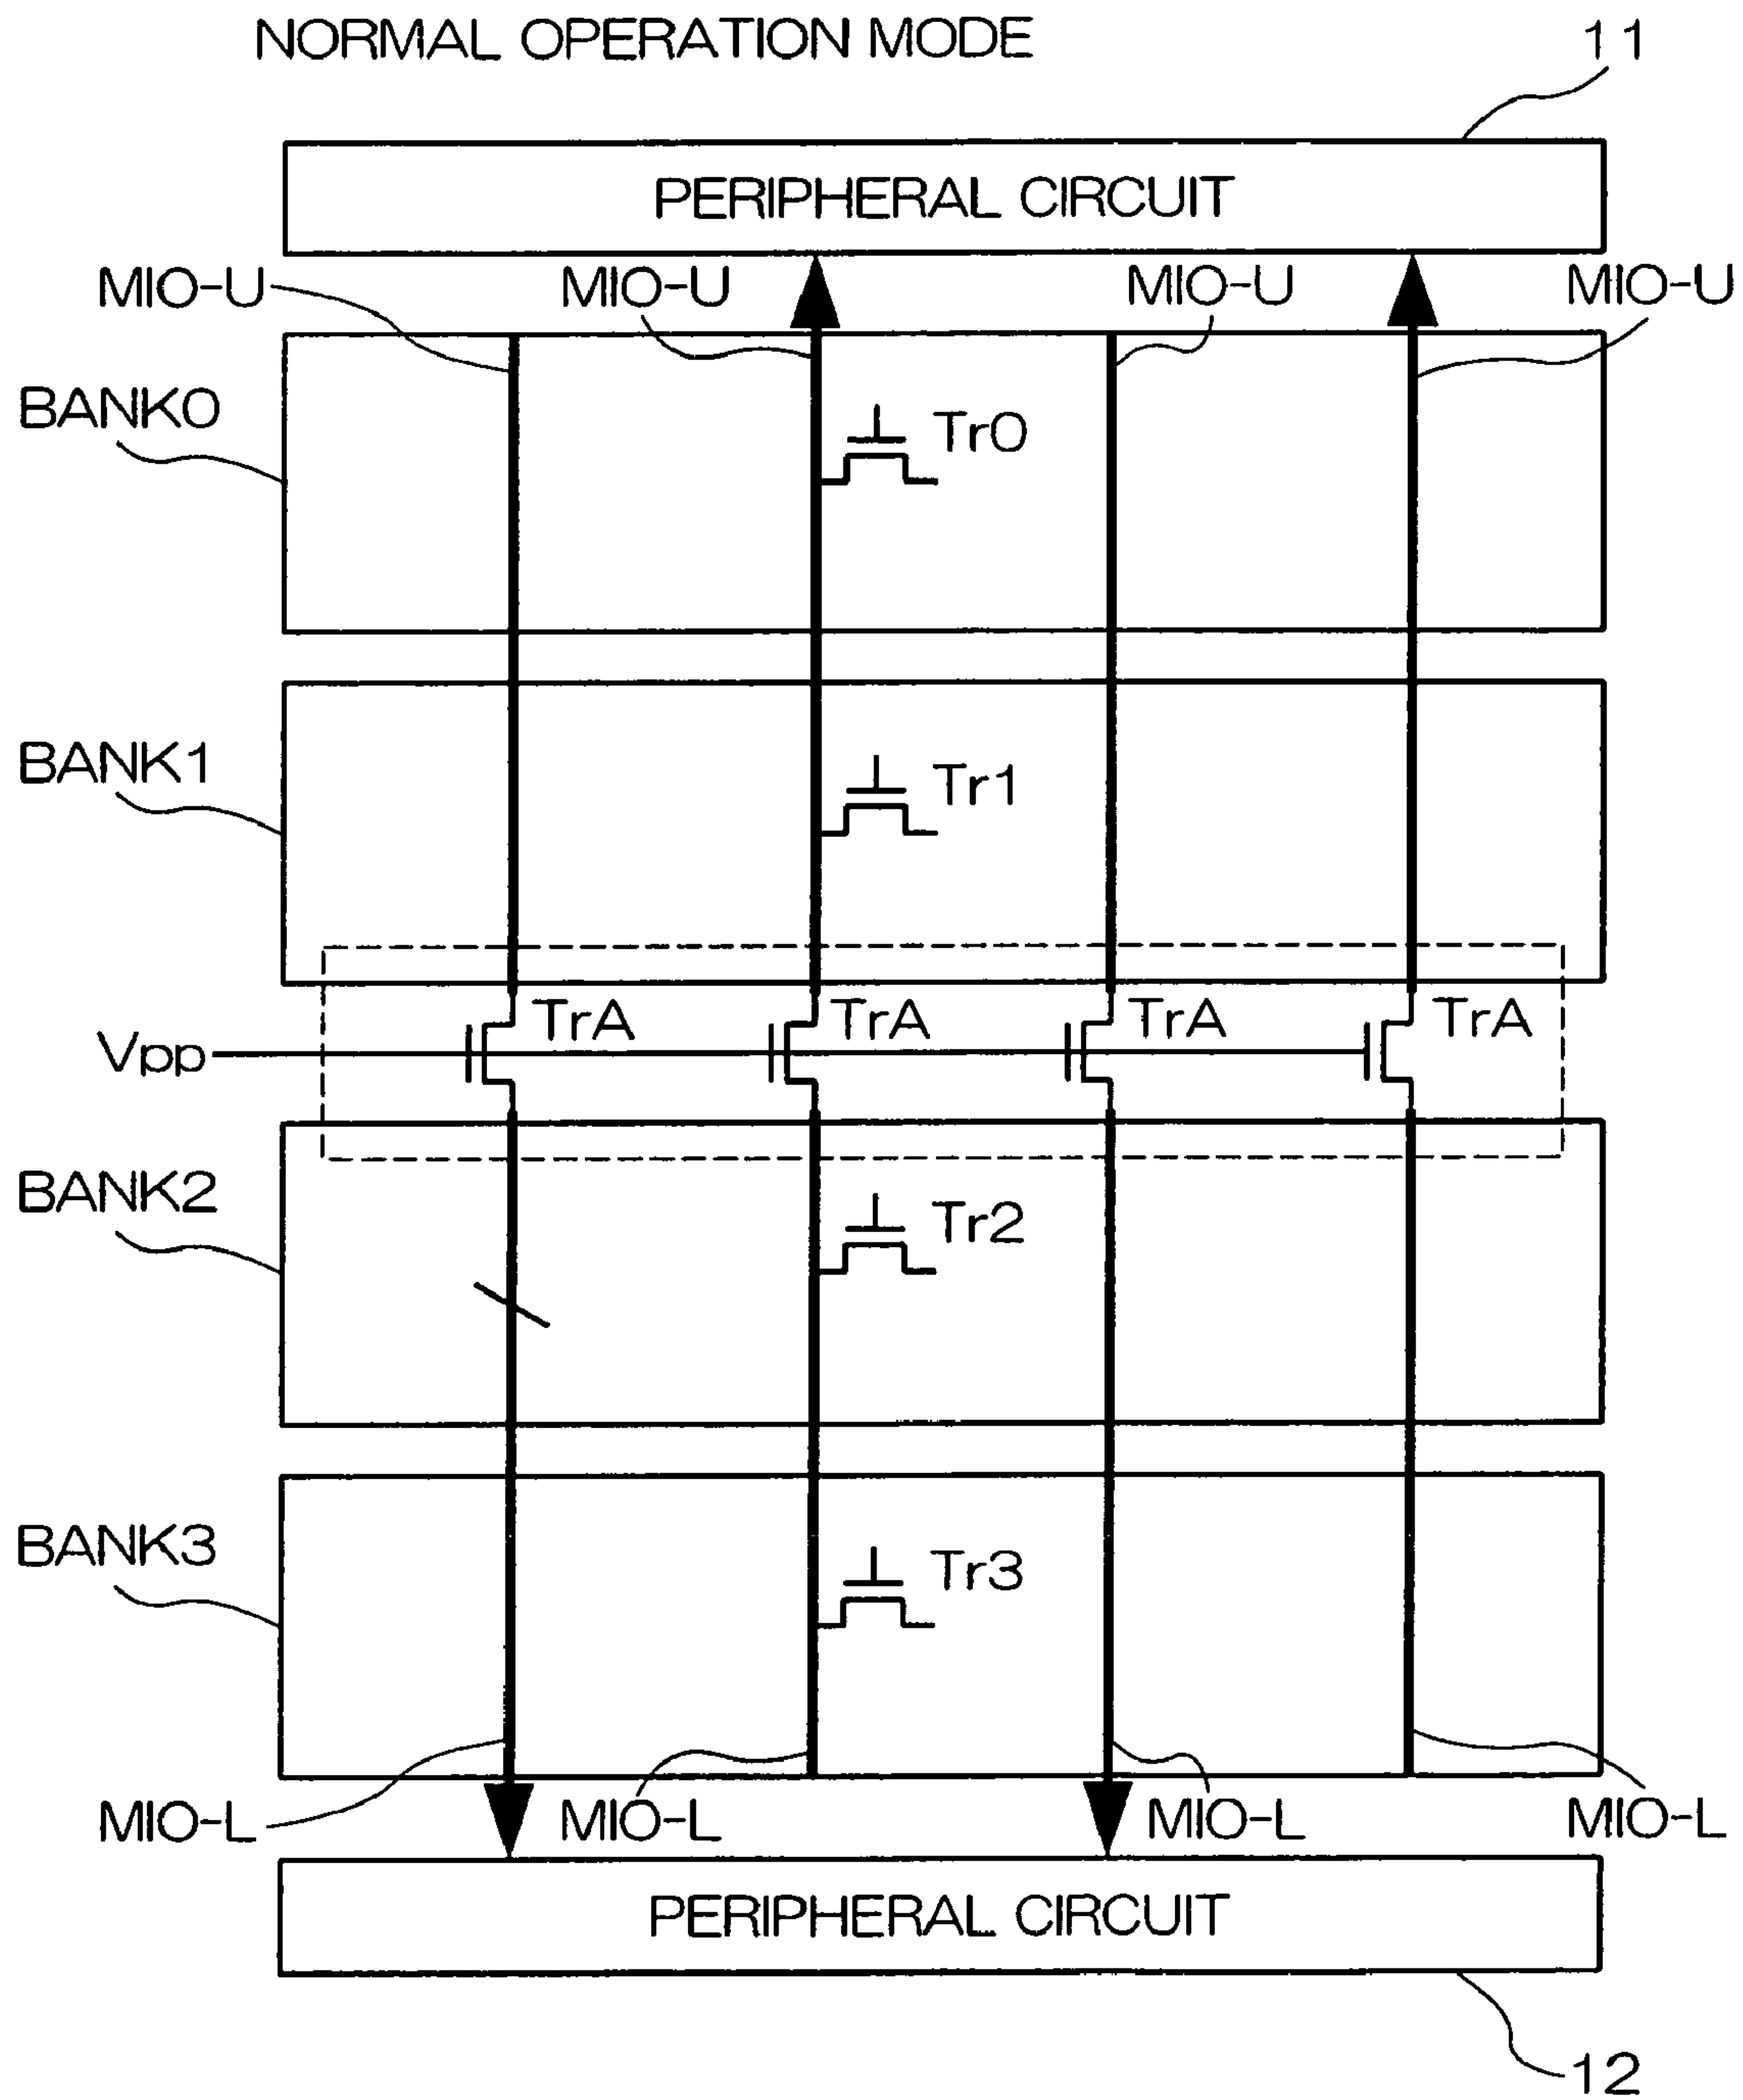 NORMAL OPERATION MODE
11
PERIPHERAL CIRCUIT
MIO-U MIO-U MIO-U MIO-U
BANK0
Tr0
BANK1
Tr1
TrA TrA TrA TrA
Vpp
BANK2
Tr2
BANK3
Tr3
MIO-L MIO-L MIO-L MIO-L
PERIPHERAL CIRCUIT
12